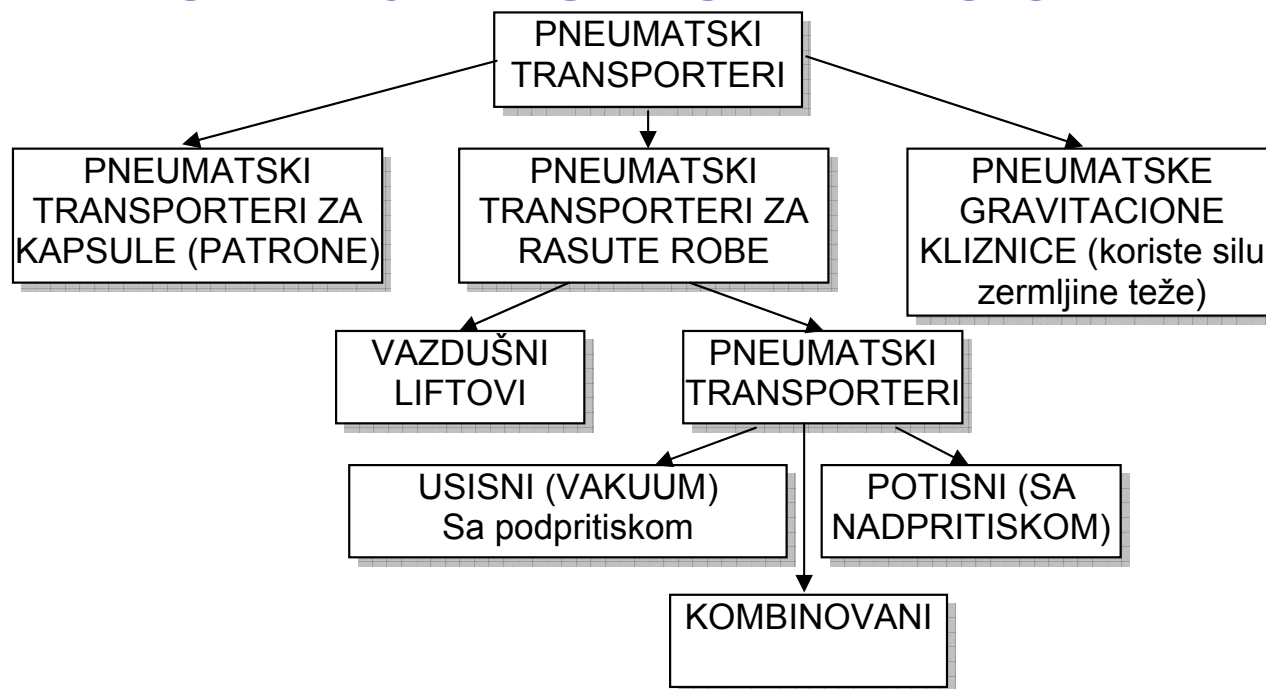 PNEUMATSKI
TRANSPORTERI
PNEUMATSKI
TRANSPORTERI ZA
KAPSULE (PATRONE)
PNEUMATSKI
TRANSPORTERI ZA
RASUTE ROBE
PNEUMATSKE
GRAVITACIONE
KLIZNICE (koriste silu
zermljine teže)
VAZDUŠNI
LIFTOVI
PNEUMATSKI
TRANSPORTERI
USISNI (VAKUUM)
Sa podpritiskom
POTISNI (SA
NADPRITISKOM)
KOMBINOVANI